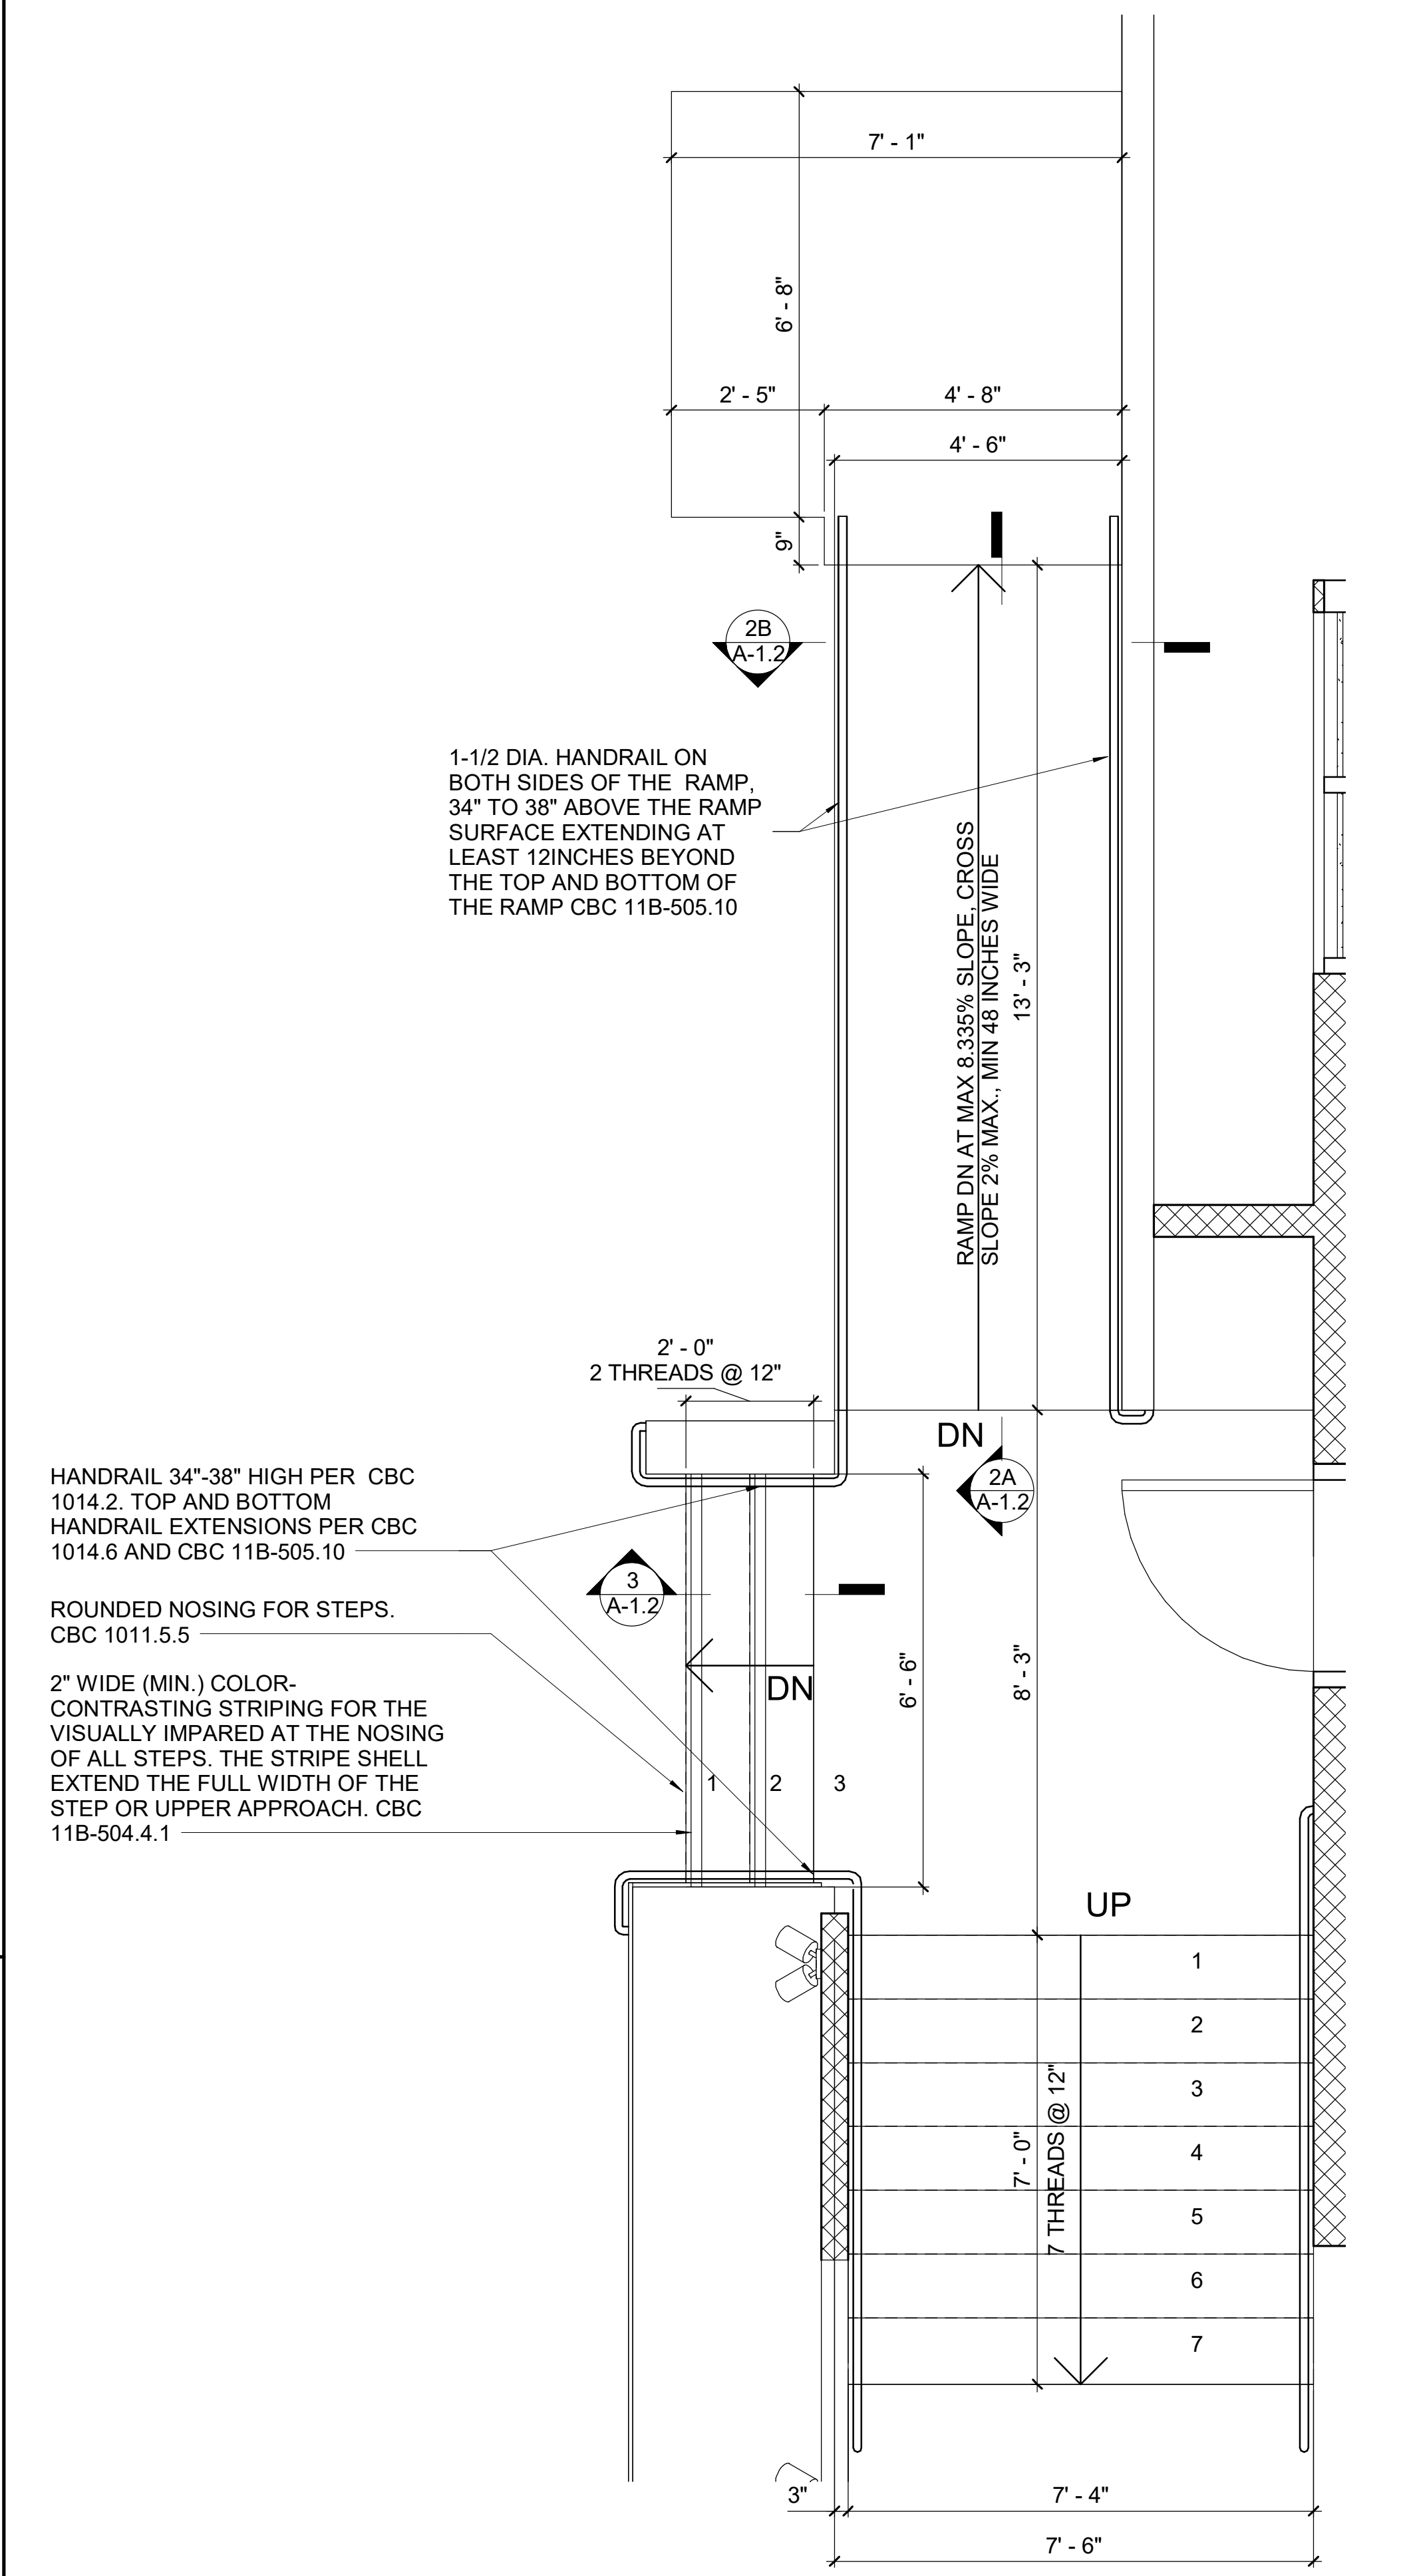 7' - 1"
6' - 8"
2' - 5"
4' - 8"
4' - 6"
9"
2B
A-1.2
1-1/2 DIA. HANDRAIL ON
BOTH SIDES OF THE RAMP,
34" TO 38" ABOVE THE RAMP
SURFACE EXTENDING AT
LEAST 12INCHES BEYOND
THE TOP AND BOTTOM OF
THE RAMP CBC 11B-505.10
RAMP DN AT MAX 8.335% SLOPE, CROSS
SLOPE 2% MAX., MIN 48 INCHES WIDE
13' - 3"
2' - 0"
2 THREADS @ 12"
DN
2A
A-1.2
HANDRAIL 34"-38" HIGH PER CBC
1014.2. TOP AND BOTTOM
HANDRAIL EXTENSIONS PER CBC
1014.6 AND CBC 11B-505.10
3
A-1.2
ROUNDED NOSING FOR STEPS.
CBC 1011.5.5
2" WIDE (MIN.) COLOR-
CONTRASTING STRIPING FOR THE
VISUALLY IMPARED AT THE NOSING
OF ALL STEPS. THE STRIPE SHELL
EXTEND THE FULL WIDTH OF THE
STEP OR UPPER APPROACH. CBC
11B-504.4.1
DN
6' - 6"
8' - 3"
1 2 3
UP
1
2
3
4
5
6
7
7' - 0"
7 THREADS @ 12"
3"
7' - 4"
7' - 6"